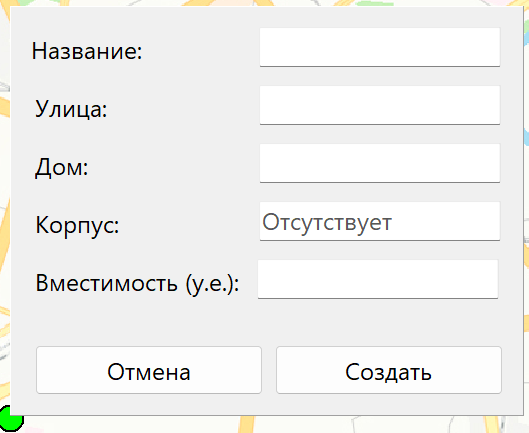 Название:
Улица:
Дом:
Корпус: Отсутствует
Вместимость (у.е.):
Отмена Создать